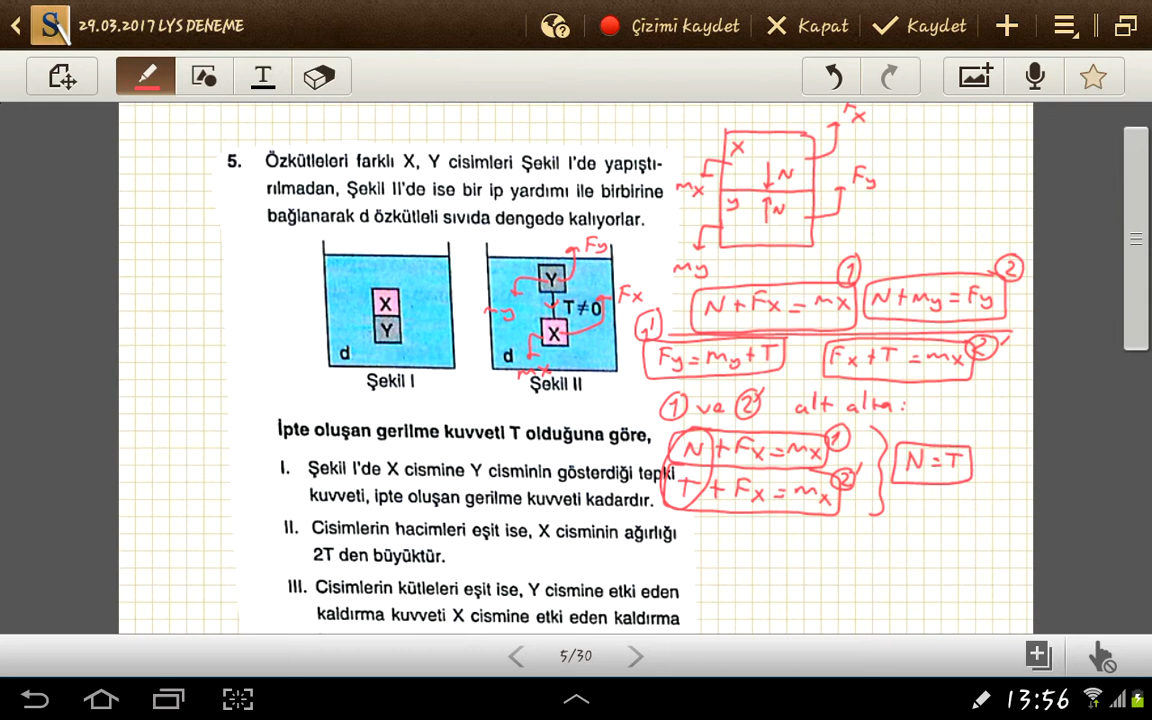 29.03.2017 LYS DENEME
Çizimi kaydet
Kapat
Kaydet
5. Özkütleleri farklı X, Y cisimleri Şekil I'de yapıştı-
rılmadan, Şekil II'de ise bir ip yardımı ile birbirine
bağlanarak d özkütleli sıvıda dengede kalıyorlar.
X
Y
d
Şekil I
Fy
Y
my
T≠0
Fx
X
d
mx
Şekil II
İpte oluşan gerilme kuvveti T olduğuna göre,
I. Şekil I'de X cismine Y cisminin gösterdiği tepki
kuvveti, ipte oluşan gerilme kuvveti kadardır.
II. Cisimlerin hacimleri eşit ise, X cisminin ağırlığı
2T den büyüktür.
III. Cisimlerin kütleleri eşit ise, Y cismine etki eden
kaldırma kuvveti X cismine etki eden kaldırma
Fx
X
N
mx
Fy
y
N
my
N + Fx = mx 1
N + my = Fy 2
1' Fy = my + T
Fx + T = mx 2'
1 ve 2' alt alta:
N + Fx = mx 1
T + Fx = mx 2'
N = T
5/30
13:56